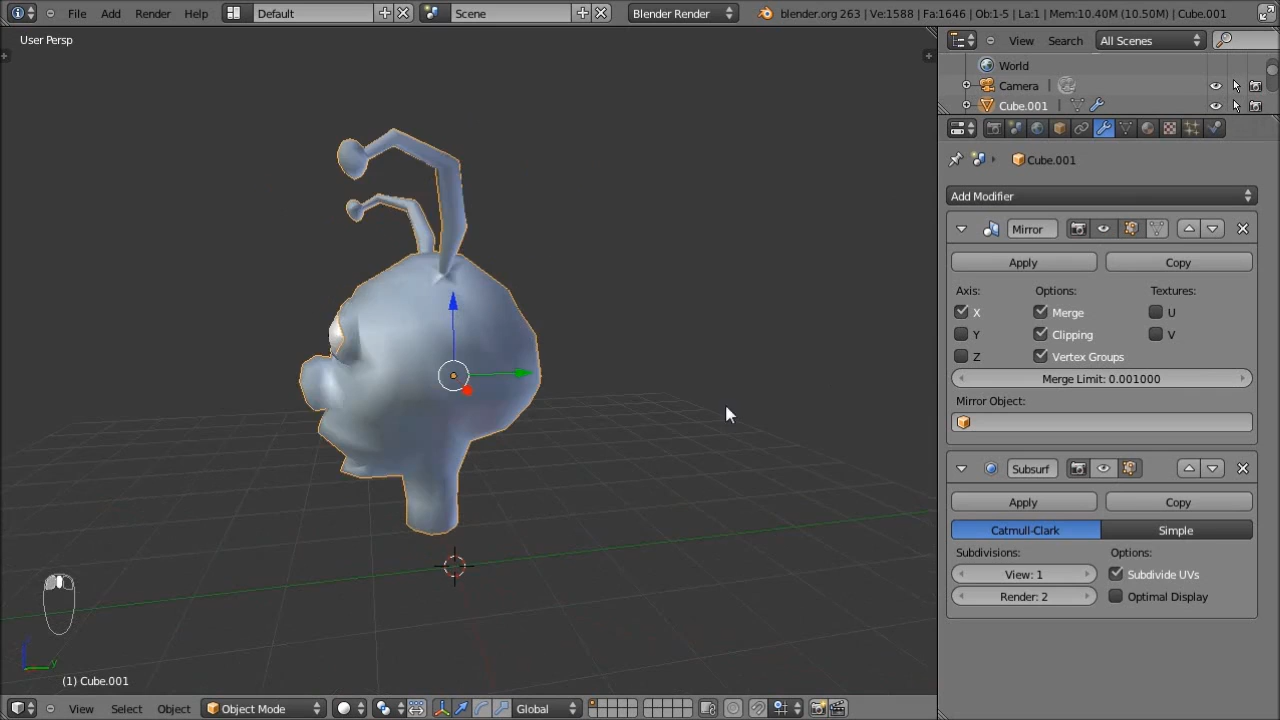 File Add Render Help Default Scene Blender Render blender.org 263 | Ve:1588 | Fa:1646 | Ob:1-5 | La:1 | Mem:10.40M (10.50M) | Cube.001
User Persp
View Search All Scenes
World
Camera
Cube.001
Cube.001
Add Modifier
Mirror
Apply Copy
Axis: Options: Textures:
X Merge U
Y Clipping V
Z Vertex Groups
Merge Limit: 0.001000
Mirror Object:
Subsurf
Apply Copy
Catmull-Clark Simple
Subdivisions: Options:
View: 1 Subdivide UVs
Render: 2 Optimal Display
y
(1) Cube.001
View Select Object Object Mode Global